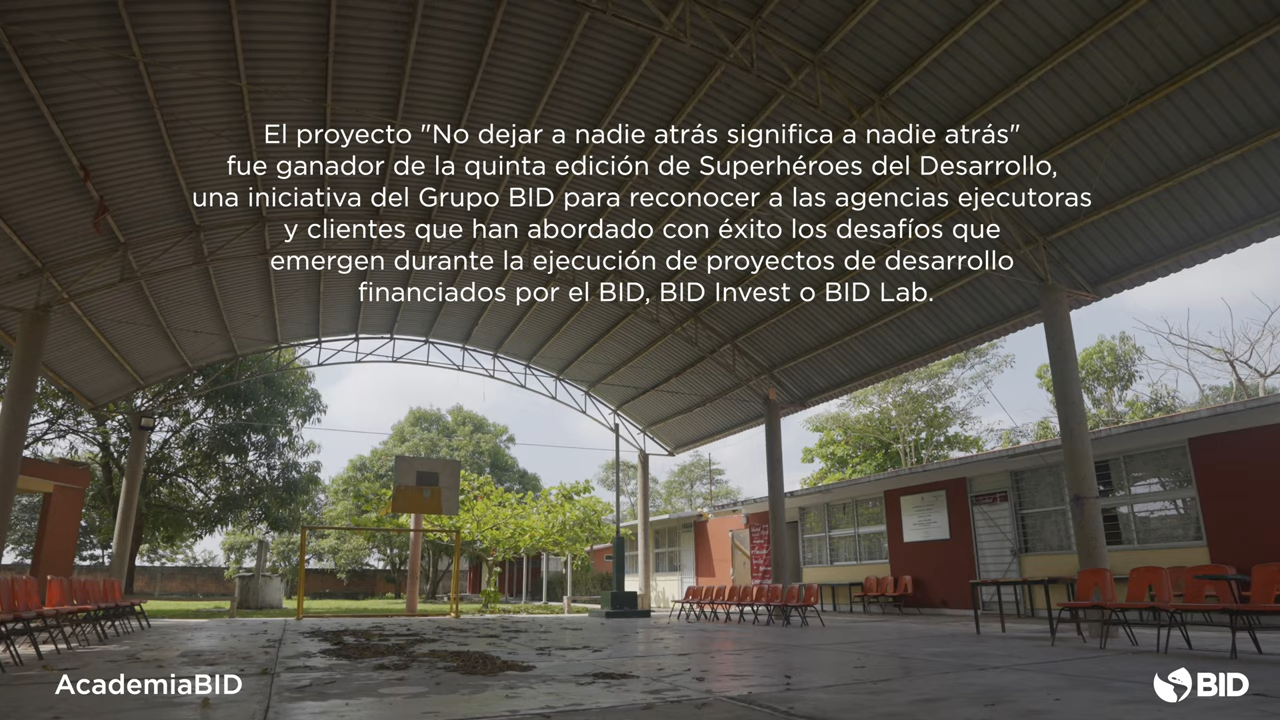 El proyecto "No dejar a nadie atrás significa a nadie atrás"
fue ganador de la quinta edición de Superhéroes del Desarrollo,
una iniciativa del Grupo BID para reconocer a las agencias ejecutoras
y clientes que han abordado con éxito los desafíos que
emergen durante la ejecución de proyectos de desarrollo
financiados por el BID, BID Invest o BID Lab.
AcademiaBID
BID